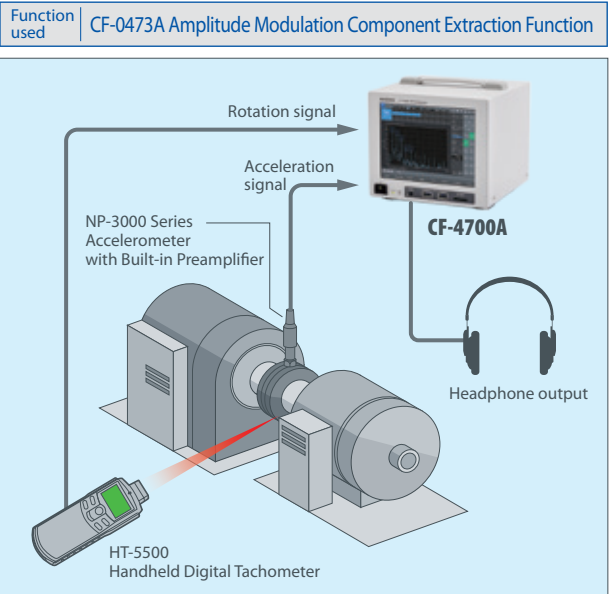 Function
used
CF-0473A Amplitude Modulation Component Extraction Function
Rotation signal
Acceleration
signal
NP-3000 Series
Accelerometer
with Built-in Preamplifier
CF-4700A
Headphone output
HT-5500
Handheld Digital Tachometer